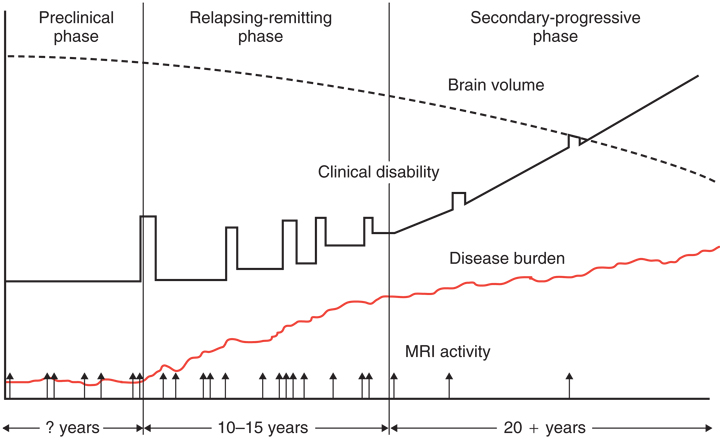 Preclinical
phase
Relapsing-remitting
phase
Secondary-progressive
phase
Brain volume
Clinical disability
Disease burden
MRI activity
? years
10–15 years
20 + years